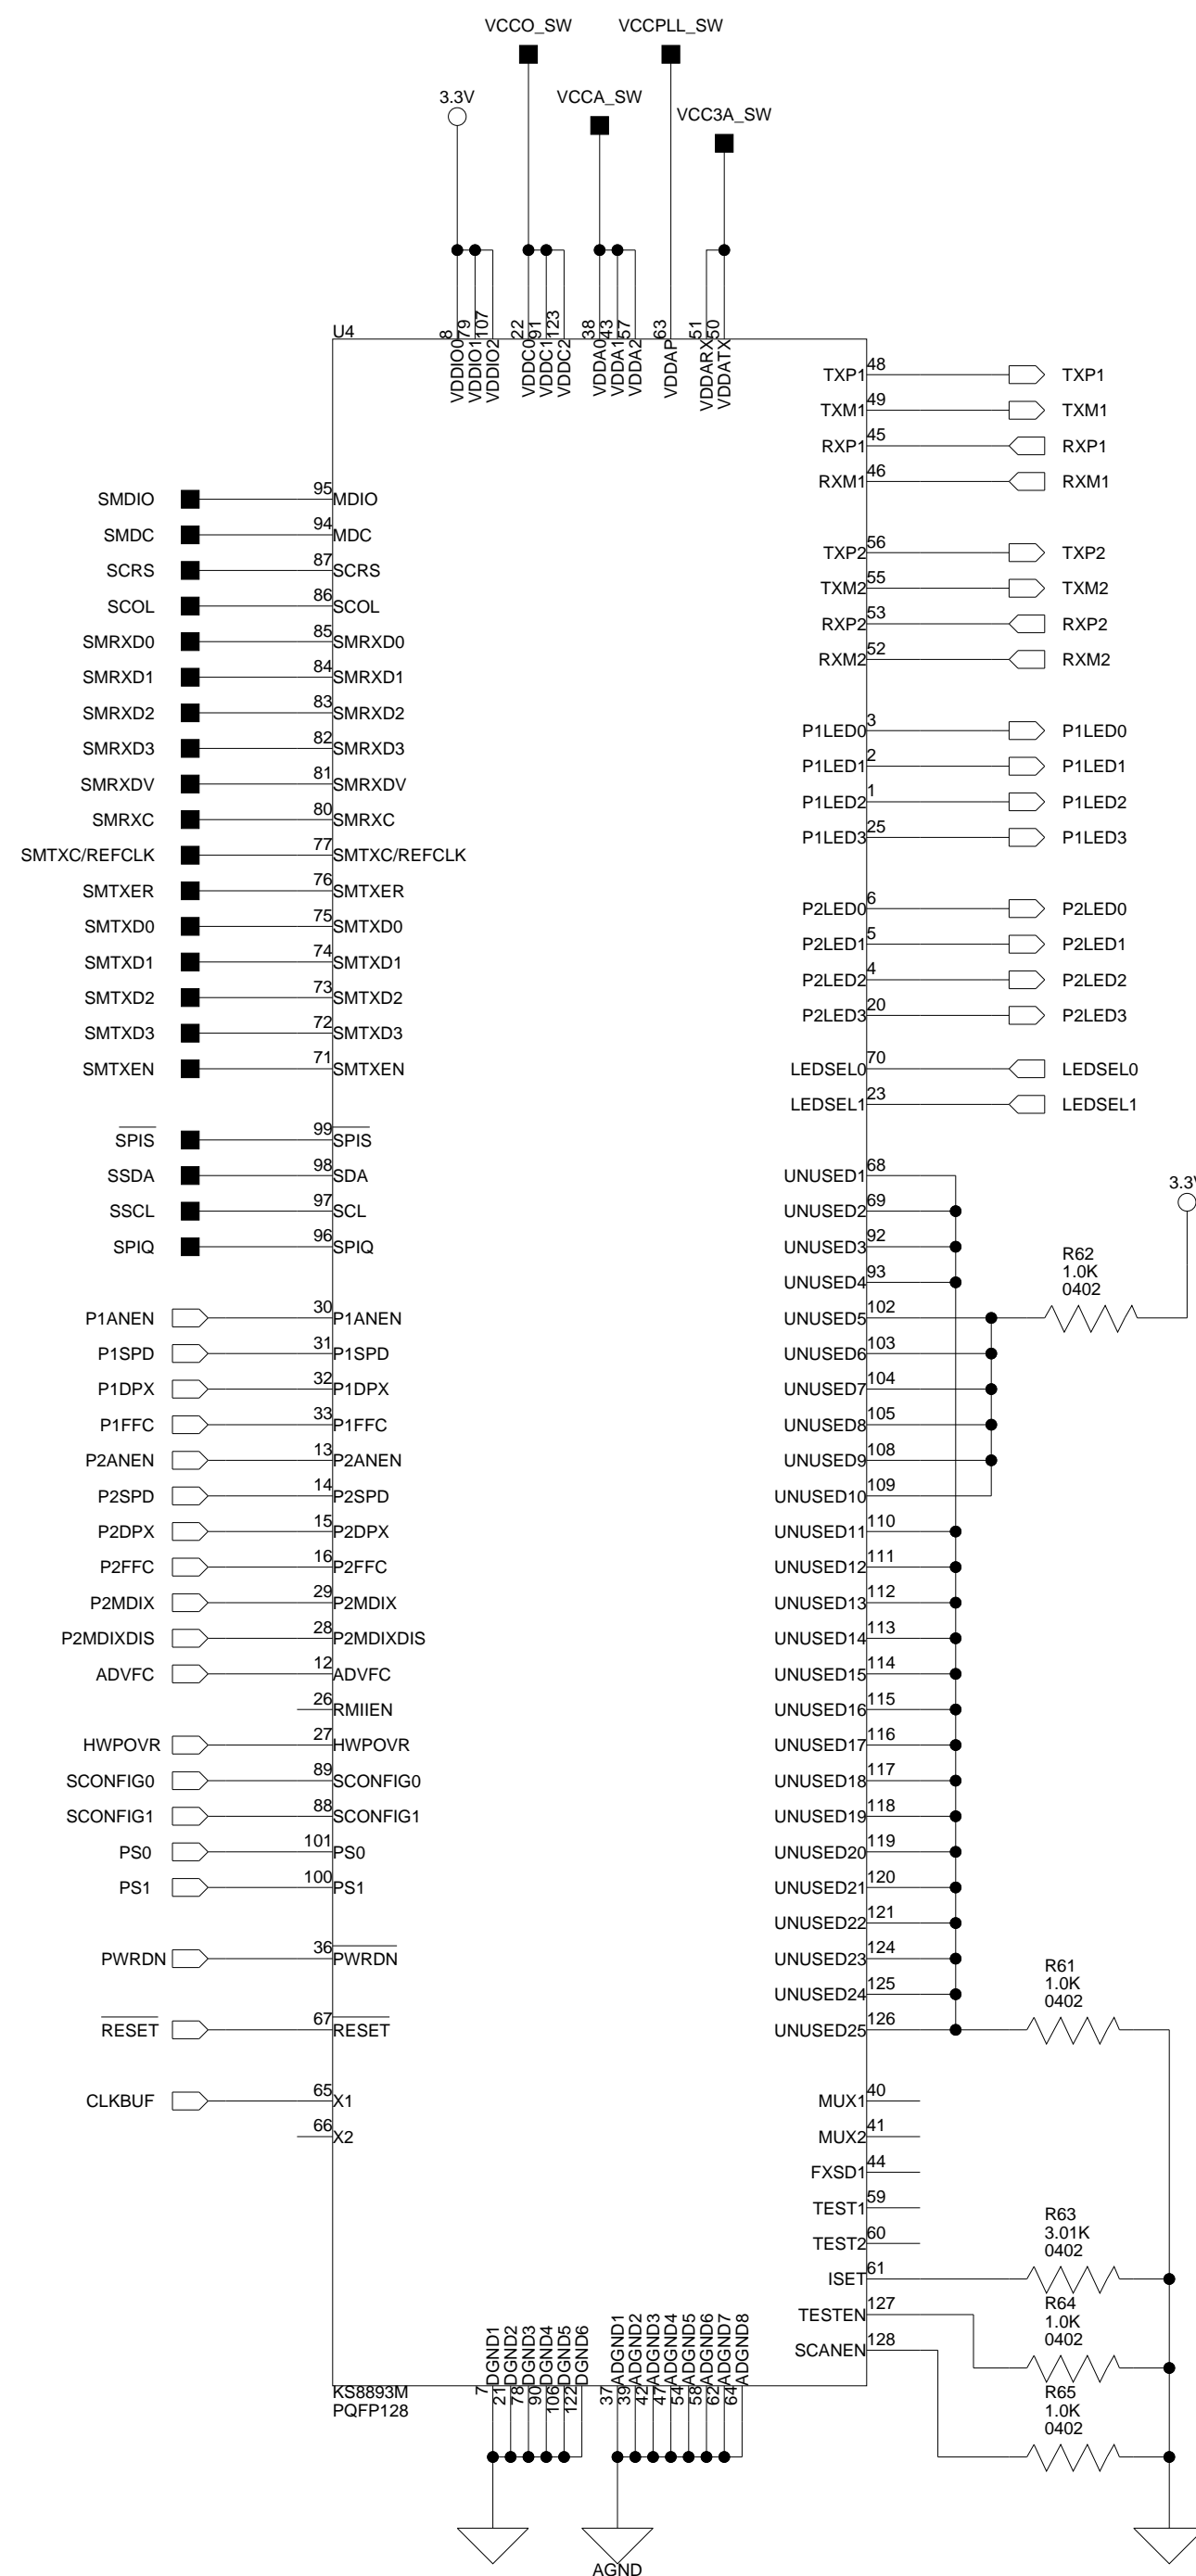 VCCO_SW VCCPLL_SW
3.3V VCCA_SW
VCC3A_SW
8 79 107 22 91 123 38 43 57 63 51 50
U4
VDDIO0 VDDIO1 VDDIO2 VDDC0 VDDC1 VDDC2 VDDA0 VDDA1 VDDA2 VDDAP VDDARX VDDATX
TXP1 48 TXP1
TXM1 49 TXM1
RXP1 45 RXP1
RXM1 46 RXM1
SMDIO 95 MDIO
SMDC 94 MDC
TXP2 56 TXP2
SCRS 87 SCRS
TXM2 55 TXM2
SCOL 86 SCOL
RXP2 53 RXP2
SMRXD0 85 SMRXD0
RXM2 52 RXM2
SMRXD1 84 SMRXD1
SMRXD2 83 SMRXD2
P1LED0 3 P1LED0
SMRXD3 82 SMRXD3
P1LED1 2 P1LED1
SMRXDV 81 SMRXDV
P1LED2 1 P1LED2
SMRXC 80 SMRXC
P1LED3 25 P1LED3
SMTXC/REFCLK 77 SMTXC/REFCLK
SMTXER 76 SMTXER
P2LED0 6 P2LED0
SMTXD0 75 SMTXD0
P2LED1 5 P2LED1
SMTXD1 74 SMTXD1
P2LED2 4 P2LED2
SMTXD2 73 SMTXD2
P2LED3 20 P2LED3
SMTXD3 72 SMTXD3
SMTXEN 71 SMTXEN
LEDSEL0 70 LEDSEL0
LEDSEL1 23 LEDSEL1
SPIS 99 SPIS
SSDA 98 SDA
UNUSED1 68
SSCL 97 SCL
UNUSED2 69
3.3V
SPIQ 96 SPIQ
UNUSED3 92
UNUSED4 93
R62
1.0K
0402
P1ANEN 30 P1ANEN
UNUSED5 102
P1SPD 31 P1SPD
UNUSED6 103
P1DPX 32 P1DPX
UNUSED7 104
P1FFC 33 P1FFC
UNUSED8 105
P2ANEN 13 P2ANEN
UNUSED9 108
P2SPD 14 P2SPD
UNUSED10 109
P2DPX 15 P2DPX
UNUSED11 110
P2FFC 16 P2FFC
UNUSED12 111
P2MDIX 29 P2MDIX
UNUSED13 112
P2MDIXDIS 28 P2MDIXDIS
UNUSED14 113
ADVFC 12 ADVFC
UNUSED15 114
26 RMIIEN
UNUSED16 115
HWPOVR 27 HWPOVR
UNUSED17 116
SCONFIG0 89 SCONFIG0
UNUSED18 117
SCONFIG1 88 SCONFIG1
UNUSED19 118
PS0 101 PS0
UNUSED20 119
PS1 100 PS1
UNUSED21 120
UNUSED22 121
PWRDN 36 PWRDN
UNUSED23 124
UNUSED24 125
R61
1.0K
0402
RESET 67 RESET
UNUSED25 126
CLKBUF 65 X1
MUX1 40
66 X2
MUX2 41
FXSD1 44
TEST1 59
TEST2 60
R63
3.01K
0402
ISET 61
R64
1.0K
0402
TESTEN 127
SCANEN 128
DGND1 DGND2 DGND3 DGND4 DGND5 DGND6 ADGND1 ADGND2 ADGND3 ADGND4 ADGND5 ADGND6 ADGND7 ADGND8
R65
1.0K
0402
KS8893M
PQFP128
7 21 78 90 106 122 37 39 42 47 54 58 62 64
AGND